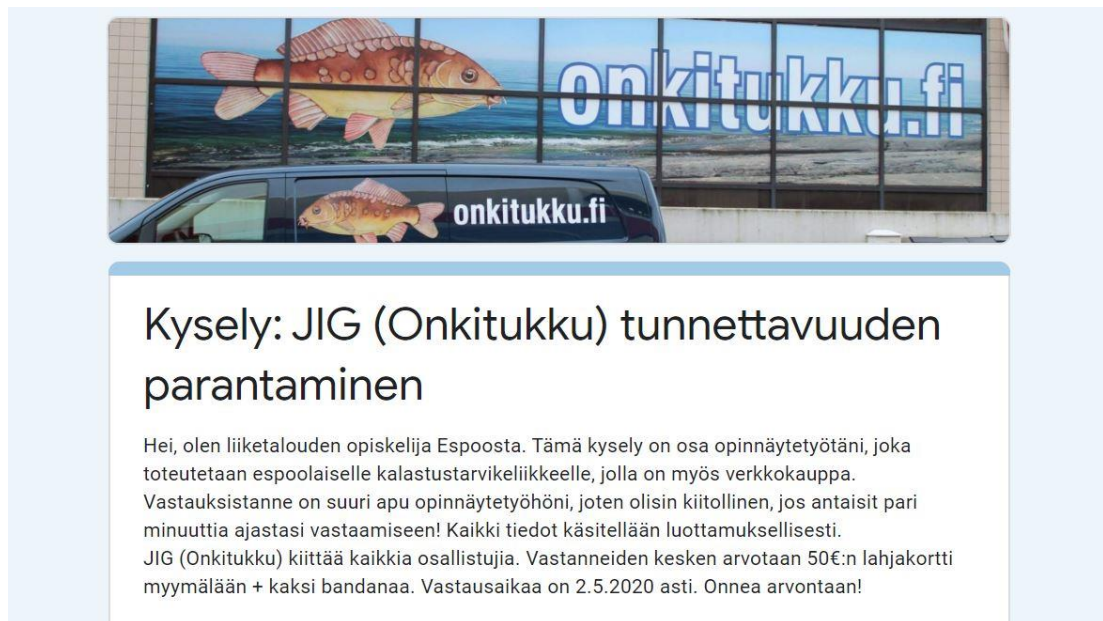 onkitukku.fi
onkitukku.fi
Kysely: JIG (Onkitukku) tunnettavuuden
parantaminen
Hei, olen liiketalouden opiskelija Espoosta. Tämä kysely on osa opinnäytetyötäni, joka
toteutetaan espoolaiselle kalastustarvikeliikkeelle, jolla on myös verkkokauppa.
Vastauksistanne on suuri apu opinnäytetyöhöni, joten olisin kiitollinen, jos antaisit pari
minuuttia ajastasi vastaamiseen! Kaikki tiedot käsitellään luottamuksellisesti.
JIG (Onkitukku) kiittää kaikkia osallistujia. Vastanneiden kesken arvotaan 50€:n lahjakortti
myymälään + kaksi bandanaa. Vastausaikaa on 2.5.2020 asti. Onnea arvontaan!